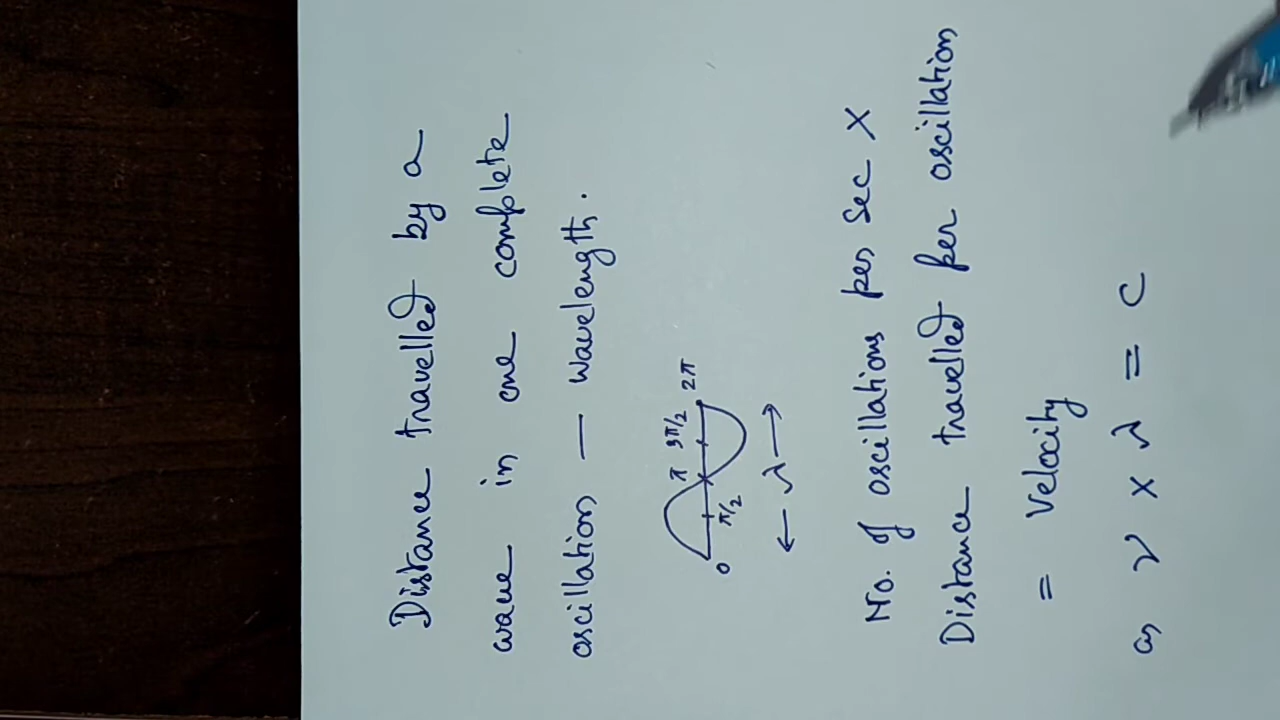 Distance travelled by a
wave in one complete
oscillation — wavelength.
π 3π/2 2π
0 π/2
← λ →
No. of oscillations per Sec ×
Distance travelled per oscillation
= Velocity
as ν × λ = C